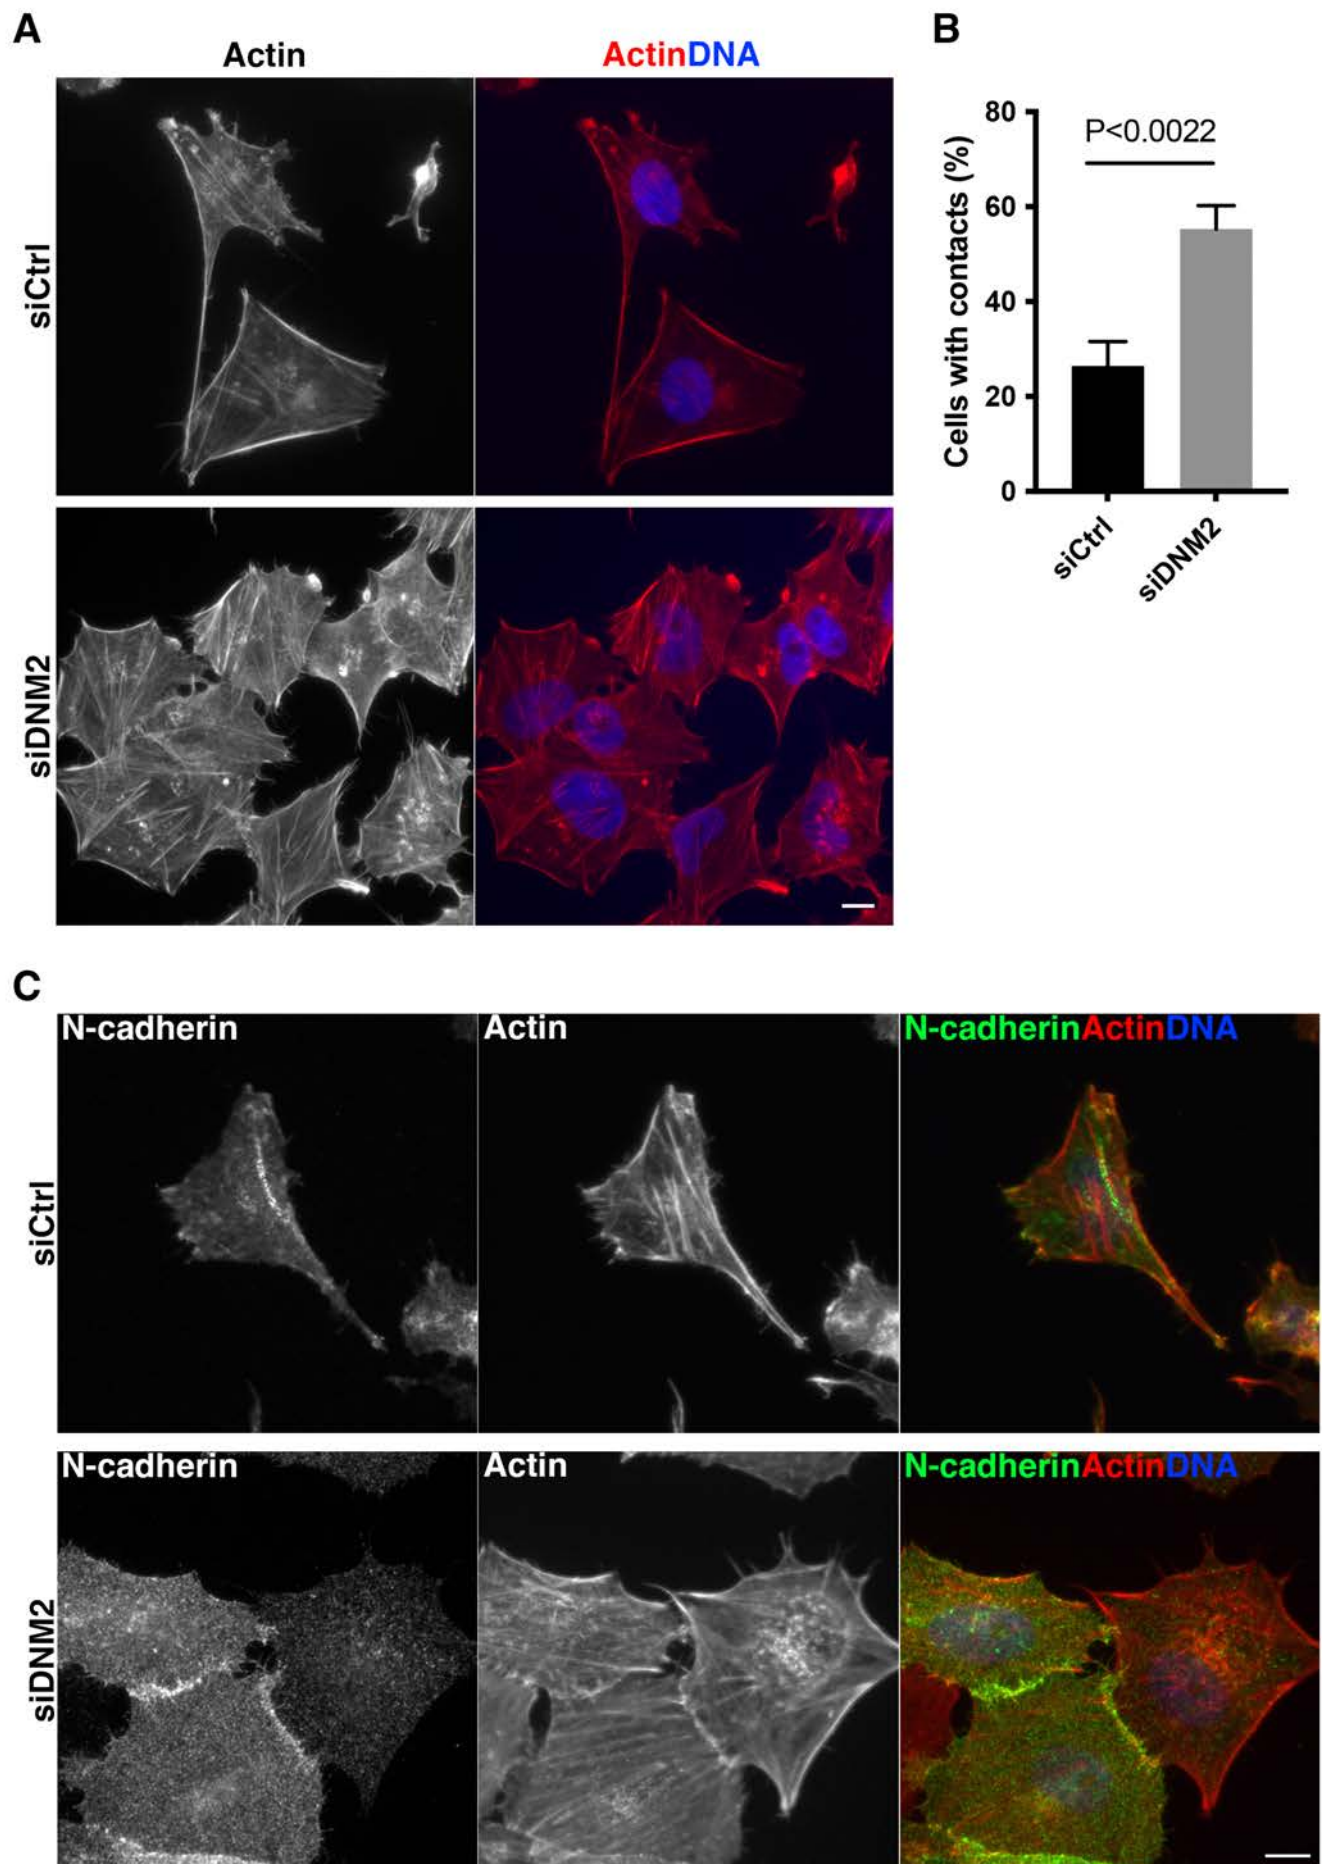 A
Actin
ActinDNA
siCtrl
siDNM2
B
P<0.0022
Cells with contacts (%)
80
60
40
20
0
siCtrl
siDNM2
C
N-cadherin
Actin
N-cadherinActinDNA
siCtrl
N-cadherin
Actin
N-cadherinActinDNA
siDNM2